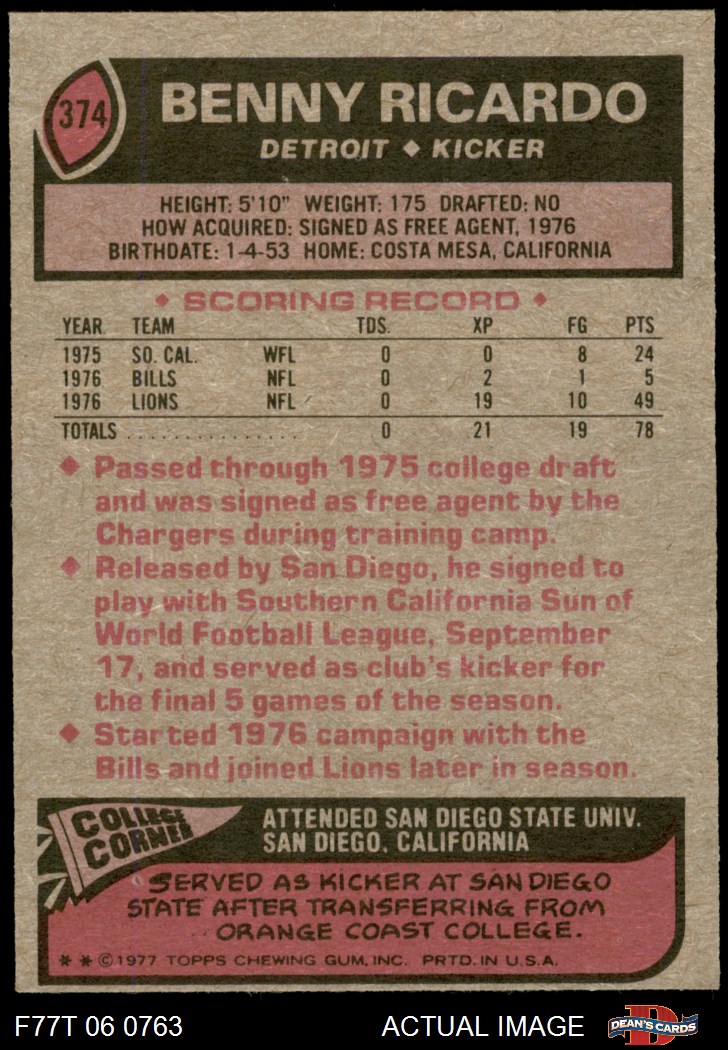 374
BENNY RICARDO
DETROIT ◆ KICKER
HEIGHT: 5'10" WEIGHT: 175 DRAFTED: NO
HOW ACQUIRED: SIGNED AS FREE AGENT, 1976
BIRTHDATE: 1-4-53 HOME: COSTA MESA, CALIFORNIA
◆ SCORING RECORD ◆
YEAR TEAM TDS. XP FG PTS
1975 SO. CAL. WFL 0 0 8 24
1976 BILLS NFL 0 2 1 5
1976 LIONS NFL 0 19 10 49
TOTALS . . . . . . . . . . . . . . . . . 0 21 19 78
◆ Passed through 1975 college draft
and was signed as free agent by the
Chargers during training camp.
◆ Released by San Diego, he signed to
play with Southern California Sun of
World Football League, September
17, and served as club's kicker for
the final 5 games of the season.
◆ Started 1976 campaign with the
Bills and joined Lions later in season.
COLLEGE
CORNER
ATTENDED SAN DIEGO STATE UNIV.
SAN DIEGO, CALIFORNIA
SERVED AS KICKER AT SAN DIEGO
STATE AFTER TRANSFERRING FROM
ORANGE COAST COLLEGE.
* * © 1977 TOPPS CHEWING GUM, INC. PRTD. IN U.S.A.
F77T 06 0763 ACTUAL IMAGE D DEAN'S CARDS